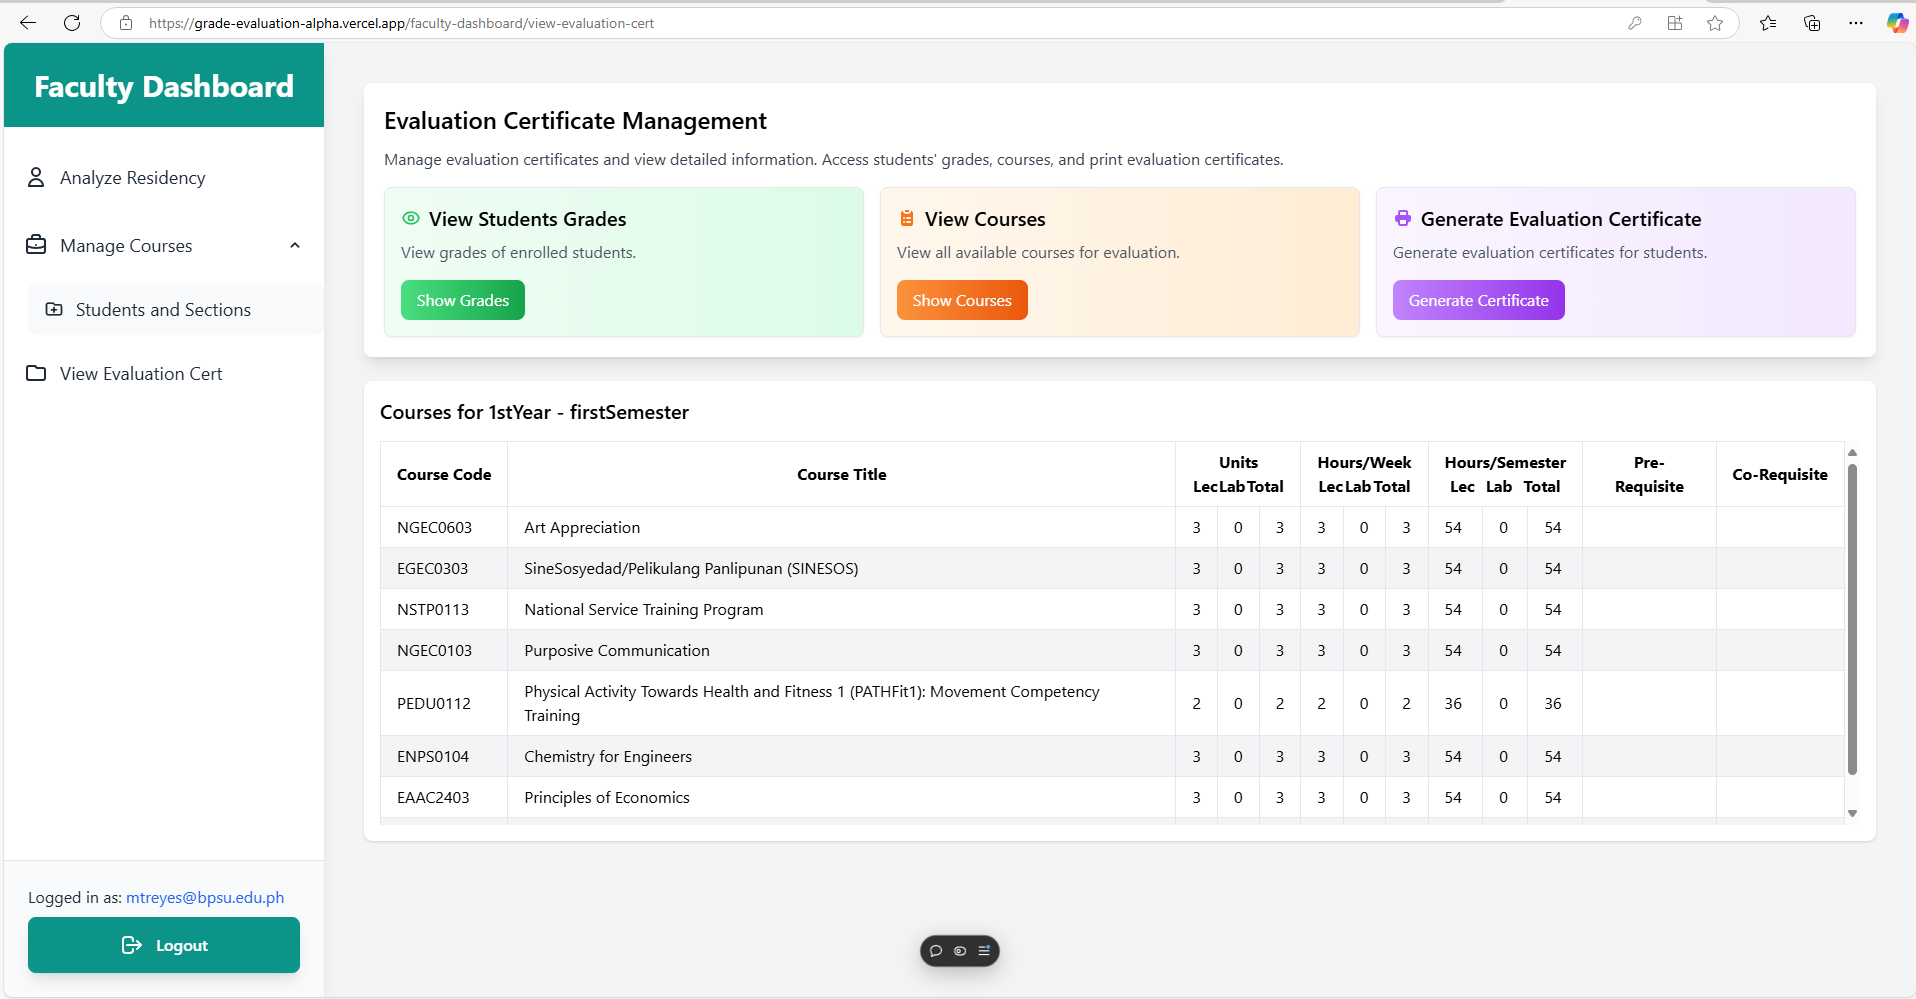 https://grade-evaluation-alpha.vercel.app/faculty-dashboard/view-evaluation-cert
Faculty Dashboard
Analyze Residency
Manage Courses
Students and Sections
View Evaluation Cert
Logged in as: mtreyes@bpsu.edu.ph
Logout
Evaluation Certificate Management
Manage evaluation certificates and view detailed information. Access students' grades, courses, and print evaluation certificates.
View Students Grades
View grades of enrolled students.
Show Grades
View Courses
View all available courses for evaluation.
Show Courses
Generate Evaluation Certificate
Generate evaluation certificates for students.
Generate Certificate
Courses for 1stYear - firstSemester
Course Code Course Title Units Lec Lab Total Hours/Week Lec Lab Total Hours/Semester Lec Lab Total Pre-Requisite Co-Requisite
NGEC0603 Art Appreciation 3 0 3 3 0 3 54 0 54
EGEC0303 SineSosyedad/Pelikulang Panlipunan (SINESOS) 3 0 3 3 0 3 54 0 54
NSTP0113 National Service Training Program 3 0 3 3 0 3 54 0 54
NGEC0103 Purposive Communication 3 0 3 3 0 3 54 0 54
PEDU0112 Physical Activity Towards Health and Fitness 1 (PATHFit1): Movement Competency
Training 2 0 2 2 0 2 36 0 36
ENPS0104 Chemistry for Engineers 3 0 3 3 0 3 54 0 54
EAAC2403 Principles of Economics 3 0 3 3 0 3 54 0 54